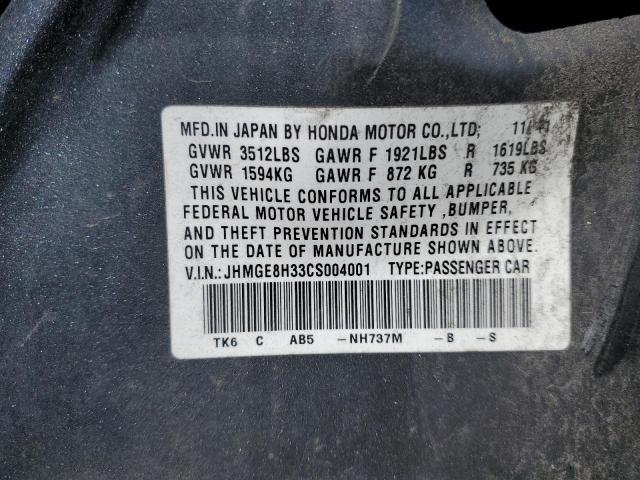 MFD.IN JAPAN BY HONDA MOTOR CO.,LTD; 11/11
GVWR 3512LBS GAWR F 1921LBS R 1619LBS
GVWR 1594KG GAWR F 872 KG R 735 KG
THIS VEHICLE CONFORMS TO ALL APPLICABLE
FEDERAL MOTOR VEHICLE SAFETY ,BUMPER,
AND THEFT PREVENTION STANDARDS IN EFFECT
ON THE DATE OF MANUFACTURE SHOWN ABOVE.
V.I.N.:JHMGE8H33CS004001 TYPE:PASSENGER CAR
TK6 C AB5 -NH737M -B -S